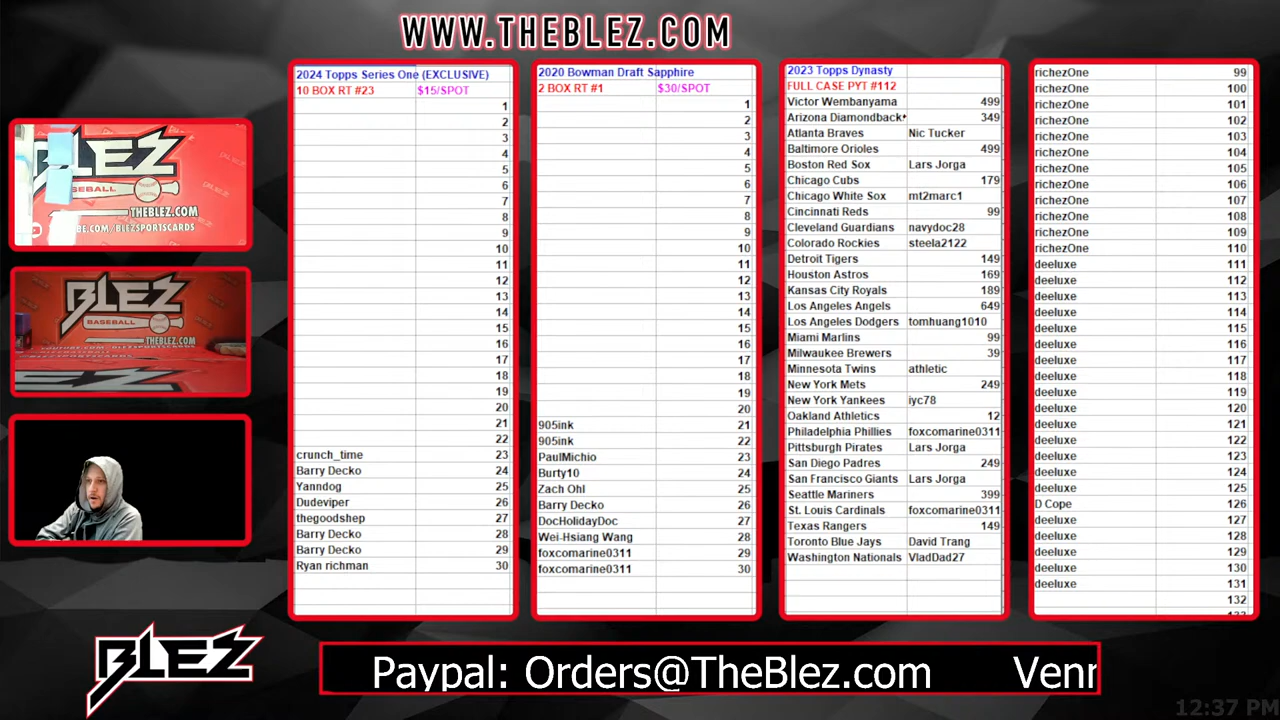 WWW.THEBLEZ.COM
BLEZ
BASEBALL
THEBLEZ.COM
BE.COM/BLEZSPORTSCARDS
BLEZ
BASEBALL
THEBLEZ.COM
2024 Topps Series One (EXCLUSIVE)
10 BOX RT #23 $15/SPOT
1
2
3
4
5
6
7
8
9
10
11
12
13
14
15
16
17
18
19
20
21
22
crunch_time 23
Barry Decko 24
Yanndog 25
Dudeviper 26
thegoodshep 27
Barry Decko 28
Barry Decko 29
Ryan richman 30
2020 Bowman Draft Sapphire
2 BOX RT #1 $30/SPOT
1
2
3
4
5
6
7
8
9
10
11
12
13
14
15
16
17
18
19
20
905ink 21
905ink 22
PaulMichio 23
Burty10 24
Zach Ohl 25
Barry Decko 26
DocHolidayDoc 27
Wei-Hsiang Wang 28
foxcomarine0311 29
foxcomarine0311 30
2023 Topps Dynasty
FULL CASE PYT #112
Victor Wembanyama 499
Arizona Diamondback 349
Atlanta Braves Nic Tucker
Baltimore Orioles 499
Boston Red Sox Lars Jorga
Chicago Cubs 179
Chicago White Sox mt2marc1
Cincinnati Reds 99
Cleveland Guardians navydoc28
Colorado Rockies steela2122
Detroit Tigers 149
Houston Astros 169
Kansas City Royals 189
Los Angeles Angels 649
Los Angeles Dodgers tomhuang1010
Miami Marlins 99
Milwaukee Brewers 39
Minnesota Twins athletic
New York Mets 249
New York Yankees iyc78
Oakland Athletics 12
Philadelphia Phillies foxcomarine0311
Pittsburgh Pirates Lars Jorga
San Diego Padres 249
San Francisco Giants Lars Jorga
Seattle Mariners 399
St. Louis Cardinals foxcomarine0311
Texas Rangers 149
Toronto Blue Jays David Trang
Washington Nationals VladDad27
richezOne 99
richezOne 100
richezOne 101
richezOne 102
richezOne 103
richezOne 104
richezOne 105
richezOne 106
richezOne 107
richezOne 108
richezOne 109
richezOne 110
deeluxe 111
deeluxe 112
deeluxe 113
deeluxe 114
deeluxe 115
deeluxe 116
deeluxe 117
deeluxe 118
deeluxe 119
deeluxe 120
deeluxe 121
deeluxe 122
deeluxe 123
deeluxe 124
deeluxe 125
D Cope 126
deeluxe 127
deeluxe 128
deeluxe 129
deeluxe 130
deeluxe 131
132
BLEZ
Paypal: Orders@TheBlez.com Venr
12:37 PM